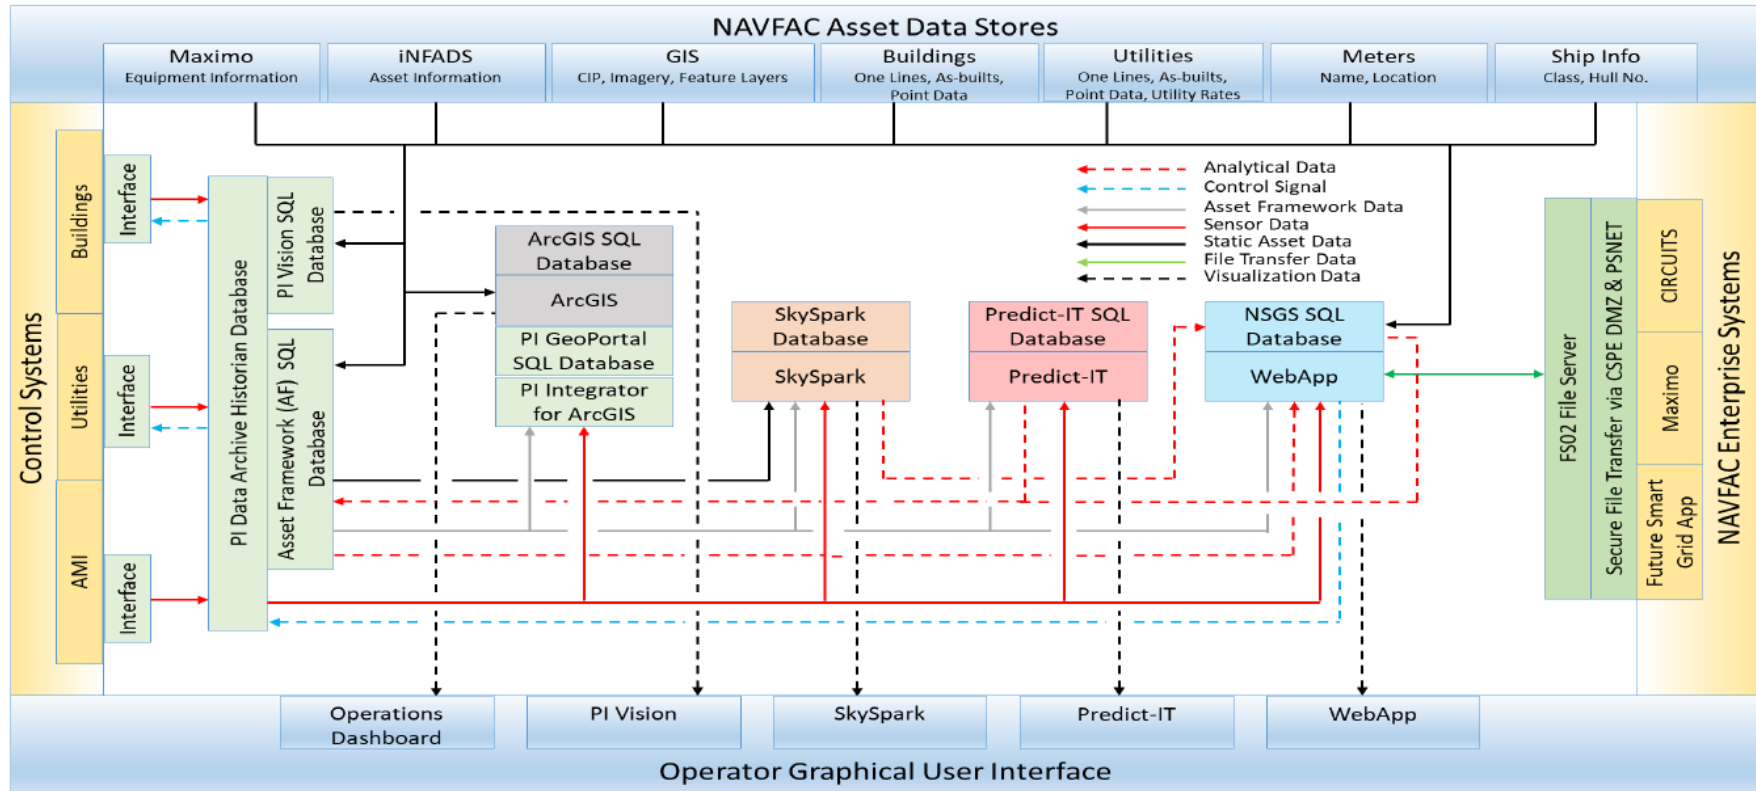 NAVFAC Asset Data Stores
Maximo
Equipment Information
iNFADS
Asset Information
GIS
CIP, Imagery, Feature Layers
Buildings
One Lines, As-builts,
Point Data
Utilities
One Lines, As-builts,
Point Data, Utility Rates
Meters
Name, Location
Ship Info
Class, Hull No.
Control Systems
Buildings
Utilities
AMI
Interface
Interface
Interface
PI Data Archive Historian Database
PI Vision SQL
Database
Asset Framework (AF) SQL
Database
ArcGIS SQL
Database
ArcGIS
PI GeoPortal
SQL Database
PI Integrator
for ArcGIS
SkySpark
Database
SkySpark
Predict-IT SQL
Database
Predict-IT
NSGS SQL
Database
WebApp
Analytical Data
Control Signal
Asset Framework Data
Sensor Data
Static Asset Data
File Transfer Data
Visualization Data
FS02 File Server
Secure File Transfer via CSPE DMZ & PSNET
CIRCUITS
Maximo
Future Smart
Grid App
NAVFAC Enterprise Systems
Operations
Dashboard
PI Vision
SkySpark
Predict-IT
WebApp
Operator Graphical User Interface